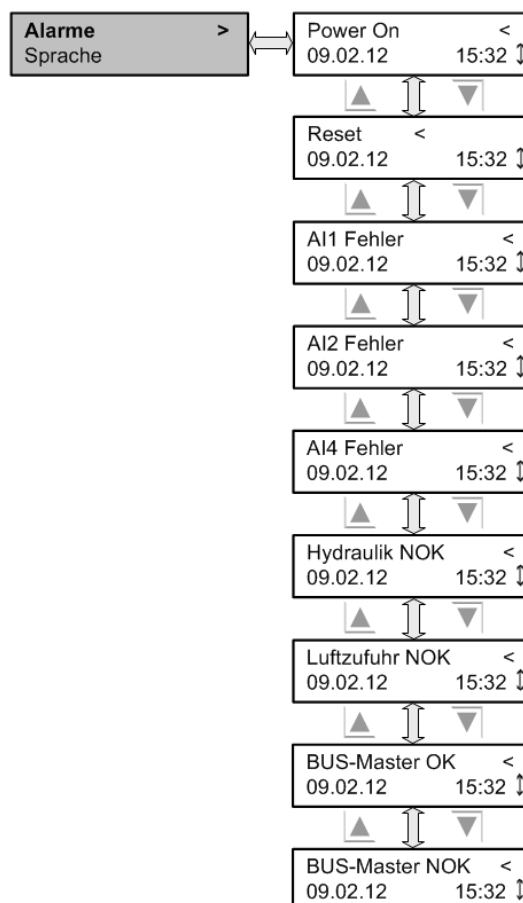 Alarme >
Sprache
Power On <
09.02.12 15:32 ↕
Reset <
09.02.12 15:32 ↕
AI1 Fehler <
09.02.12 15:32 ↕
AI2 Fehler <
09.02.12 15:32 ↕
AI4 Fehler <
09.02.12 15:32 ↕
Hydraulik NOK <
09.02.12 15:32 ↕
Luftzufuhr NOK <
09.02.12 15:32 ↕
BUS-Master OK <
09.02.12 15:32 ↕
BUS-Master NOK <
09.02.12 15:32 ↕